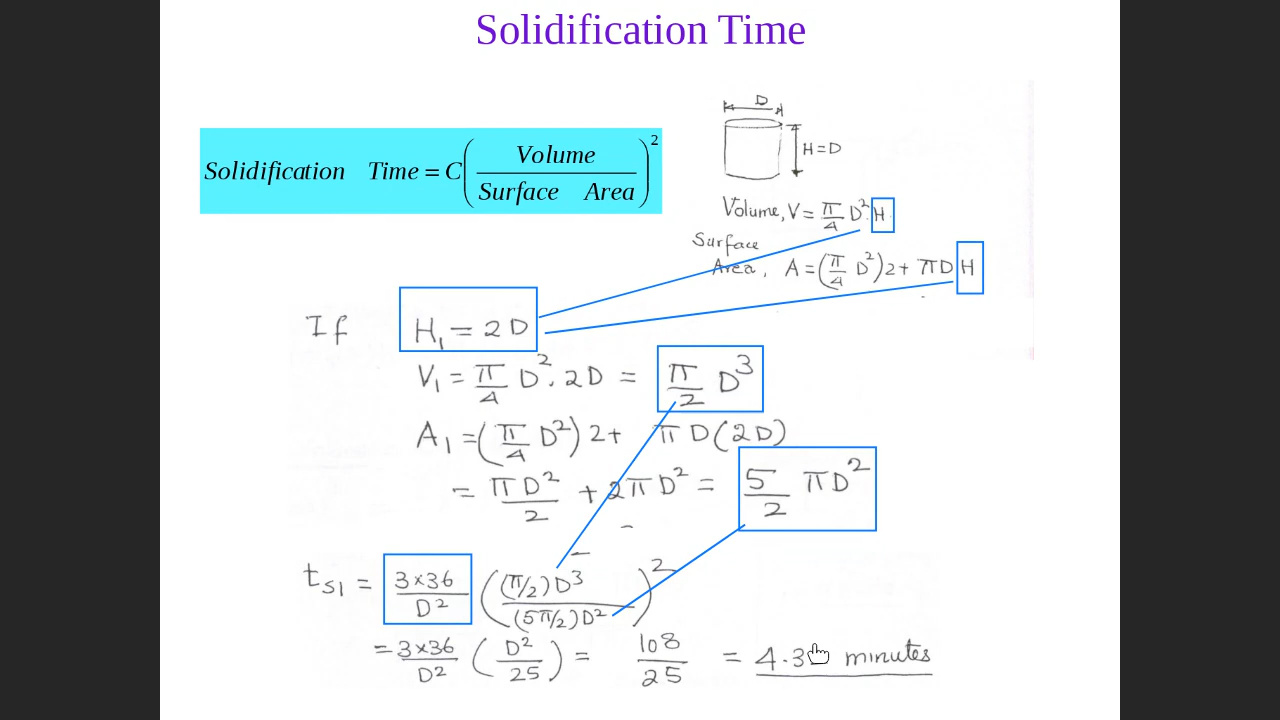 Solidification Time
Solidification Time = C(Volume / Surface Area)²
D
H = D
Volume, V = π/4 D² H
Surface
Area, A = (π/4 D²)2 + πD H
If H₁ = 2D
V₁ = π/4 D². 2D = π/2 D³
A₁ = (π/4 D²)2 + πD(2D)
= πD²/2 + 2πD² = 5/2 πD²
tS1 = 3×36/D² ((π/2)D³ / (5π/2)D²)²
= 3×36/D² (D²/25) = 108/25 = 4.3 minutes